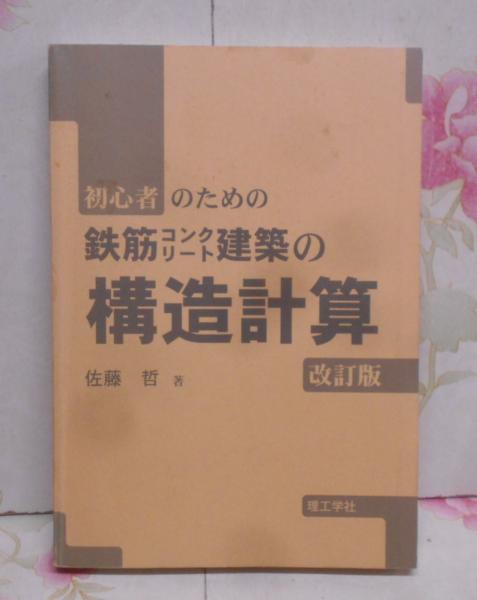 初心者のための
鉄筋コンクリート建築の
構造計算
改訂版
佐藤 哲 著
理工学社